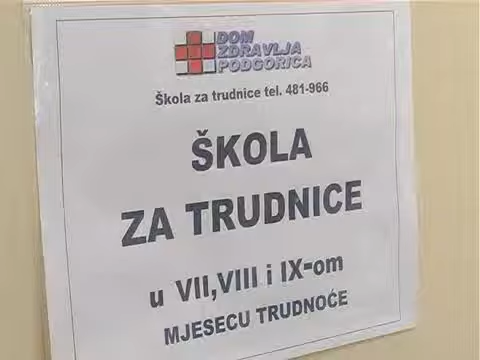 DOM
ZDRAVLJA
PODGORICA
Škola za trudnice tel. 481-966
ŠKOLA
ZA TRUDNICE
u VII,VIII i IX-om
MJESECU TRUDNOĆE